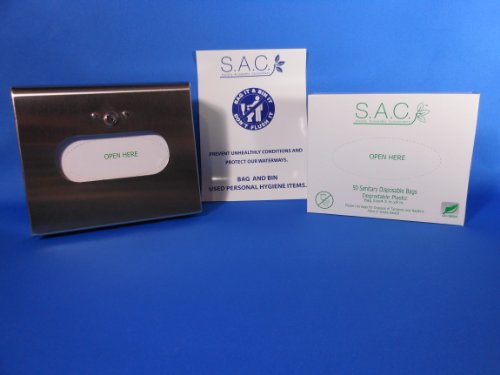 OPEN HERE
S.A.C.
BAG IT & BIN IT
DON'T FLUSH IT
PREVENT UNHEALTHLY CONDITIONS AND
PROTECT OUR WATERWAYS.
BAG AND BIN
USED PERSONAL HYGIENE ITEMS.
S.A.C.
OPEN HERE
50 Sanitary Disposable Bags
Degradable Plastic